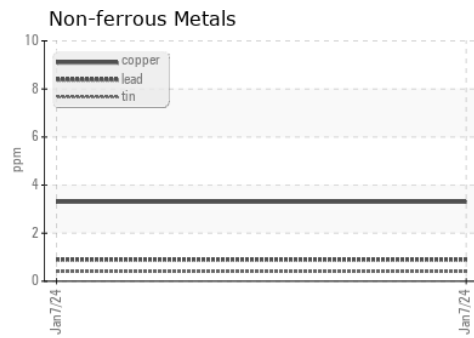 Non-ferrous Metals
10
copper
lead
tin
8
6
ppm
4
2
0
Jan7/24
Jan7/24